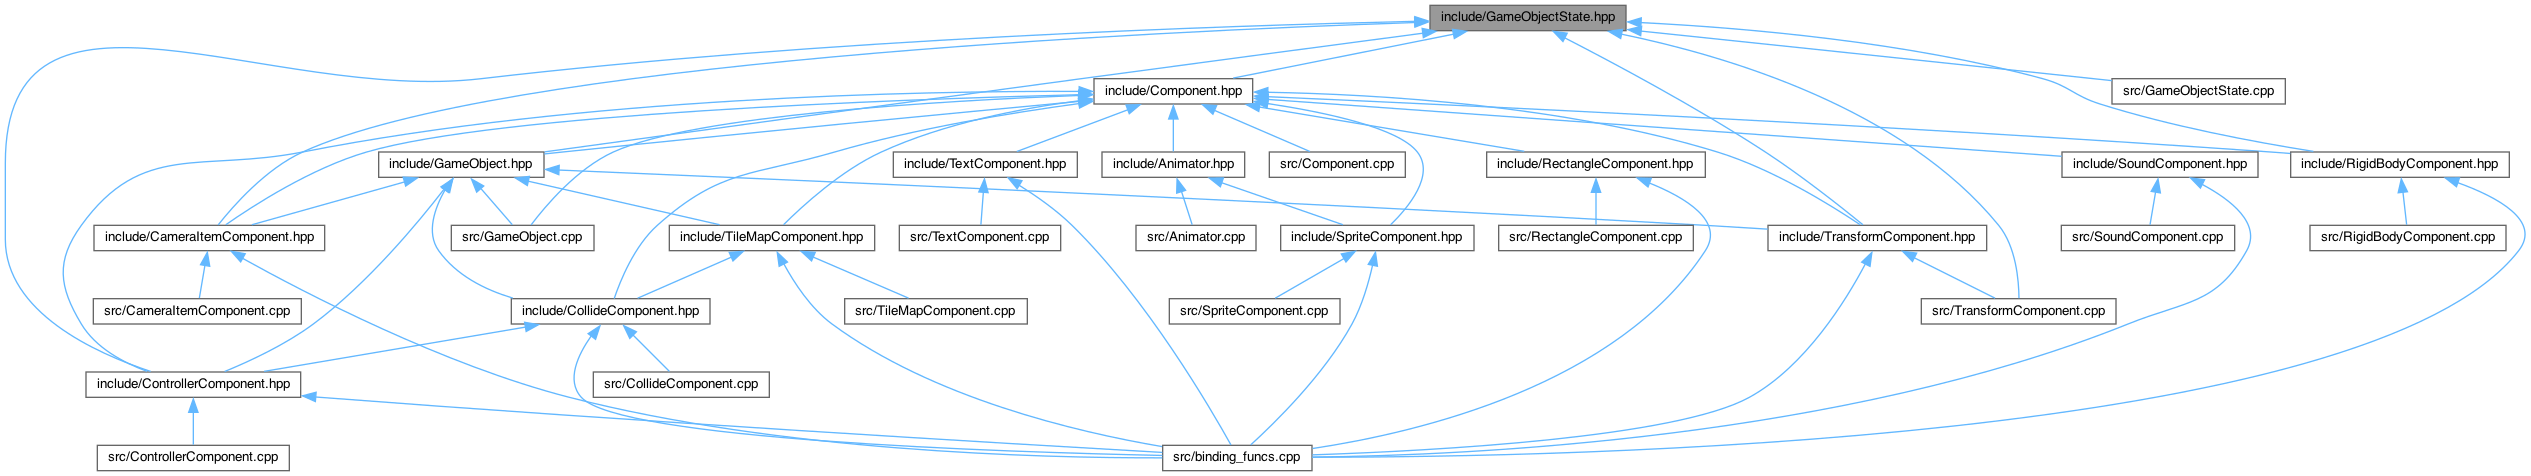 include/GameObjectState.hpp
include/Component.hpp
src/GameObjectState.cpp
include/GameObject.hpp
include/TextComponent.hpp
include/Animator.hpp
src/Component.cpp
include/RectangleComponent.hpp
include/SoundComponent.hpp
include/RigidBodyComponent.hpp
include/CameraItemComponent.hpp
src/GameObject.cpp
include/TileMapComponent.hpp
src/TextComponent.cpp
src/Animator.cpp
include/SpriteComponent.hpp
src/RectangleComponent.cpp
include/TransformComponent.hpp
src/SoundComponent.cpp
src/RigidBodyComponent.cpp
src/CameraItemComponent.cpp
include/CollideComponent.hpp
src/TileMapComponent.cpp
src/SpriteComponent.cpp
src/TransformComponent.cpp
include/ControllerComponent.hpp
src/CollideComponent.cpp
src/ControllerComponent.cpp
src/binding_funcs.cpp